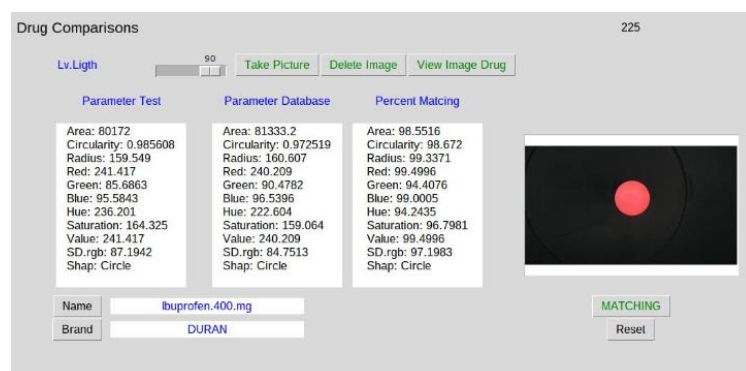 Drug Comparisons
225
Lv.Ligth
90
Take Picture
Delete Image
View Image Drug
Parameter Test
Parameter Database
Percent Matcing
Area: 80172
Circularity: 0.985608
Radius: 159.549
Red: 241.417
Green: 85.6863
Blue: 95.5843
Hue: 236.201
Saturation: 164.325
Value: 241.417
SD.rgb: 87.1942
Shap: Circle
Area: 81333.2
Circularity: 0.972519
Radius: 160.607
Red: 240.209
Green: 90.4782
Blue: 96.5396
Hue: 222.604
Saturation: 159.064
Value: 240.209
SD.rgb: 84.7513
Shap: Circle
Area: 98.5516
Circularity: 98.672
Radius: 99.3371
Red: 99.4996
Green: 94.4076
Blue: 99.0005
Hue: 94.2435
Saturation: 96.7981
Value: 99.4996
SD.rgb: 97.1983
Shap: Circle
Name
Ibuprofen.400.mg
Brand
DURAN
MATCHING
Reset